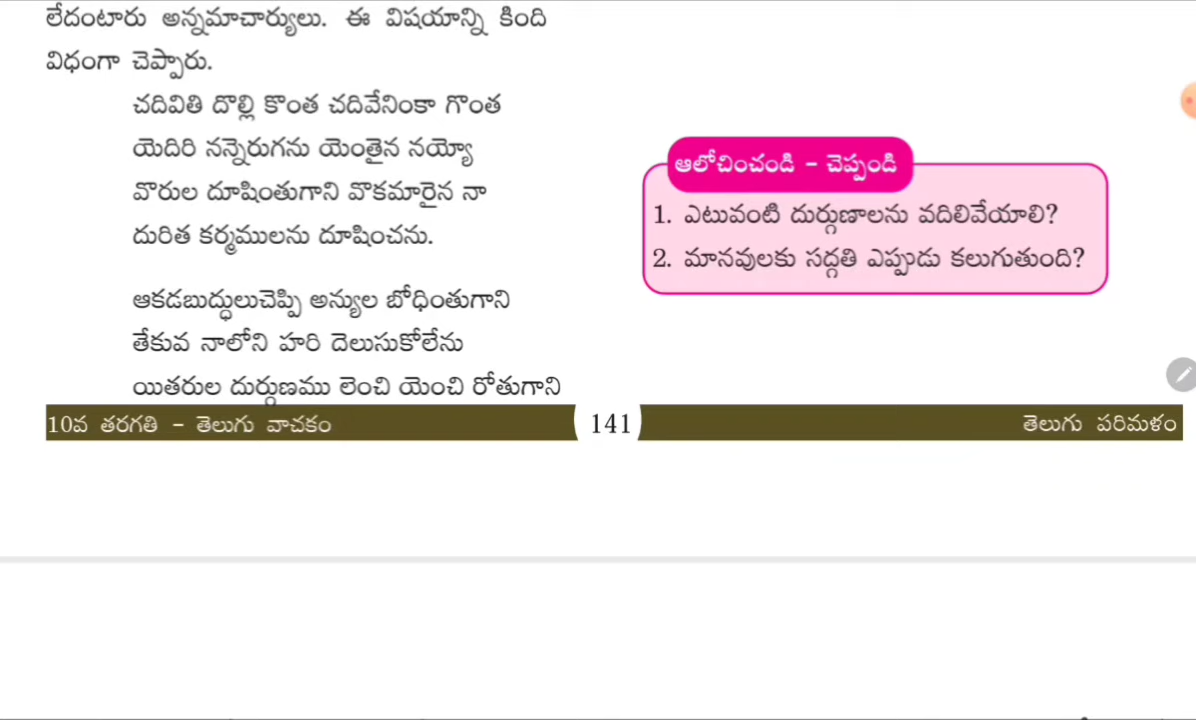 లేదంటారు అన్నమాచార్యులు. ఈ విషయాన్ని కింది
విధంగా చెప్పారు.
చదివితి దొల్లి కొంత చదివేనింకా గొంత
యెదిరి నన్నెరుగను యెంతైన నయ్యో
వొరుల దూషింతుగాని వొకమారైన నా
దురిత కర్మములను దూషించను.
ఆకడబుద్ధులుచెప్పి అన్యుల బోధింతుగాని
తేకువ నాలోని హరి దెలుసుకోలేను
యితరుల దుర్గుణము లెంచి యెంచి రోతుగాని
ఆలోచించండి - చెప్పండి
1. ఎటువంటి దుర్గుణాలను వదిలివేయాలి?
2. మానవులకు సద్గతి ఎప్పుడు కలుగుతుంది?
10వ తరగతి - తెలుగు వాచకం 141 తెలుగు పరిమళం